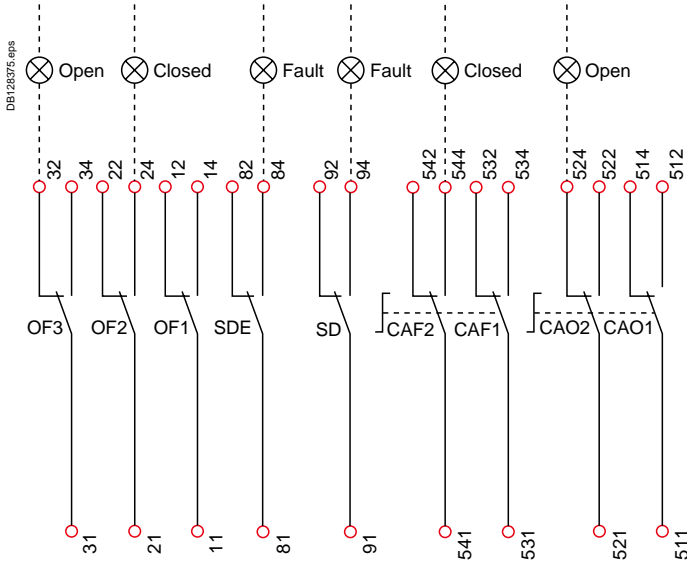 DB128375.eps
Open
Closed
Fault
Fault
Closed
Open
32
34
22
24
12
14
82
84
92
94
542
544
532
534
524
522
514
512
OF3
OF2
OF1
SDE
SD
CAF2
CAF1
CAO2
CAO1
31
21
11
81
91
541
531
521
511